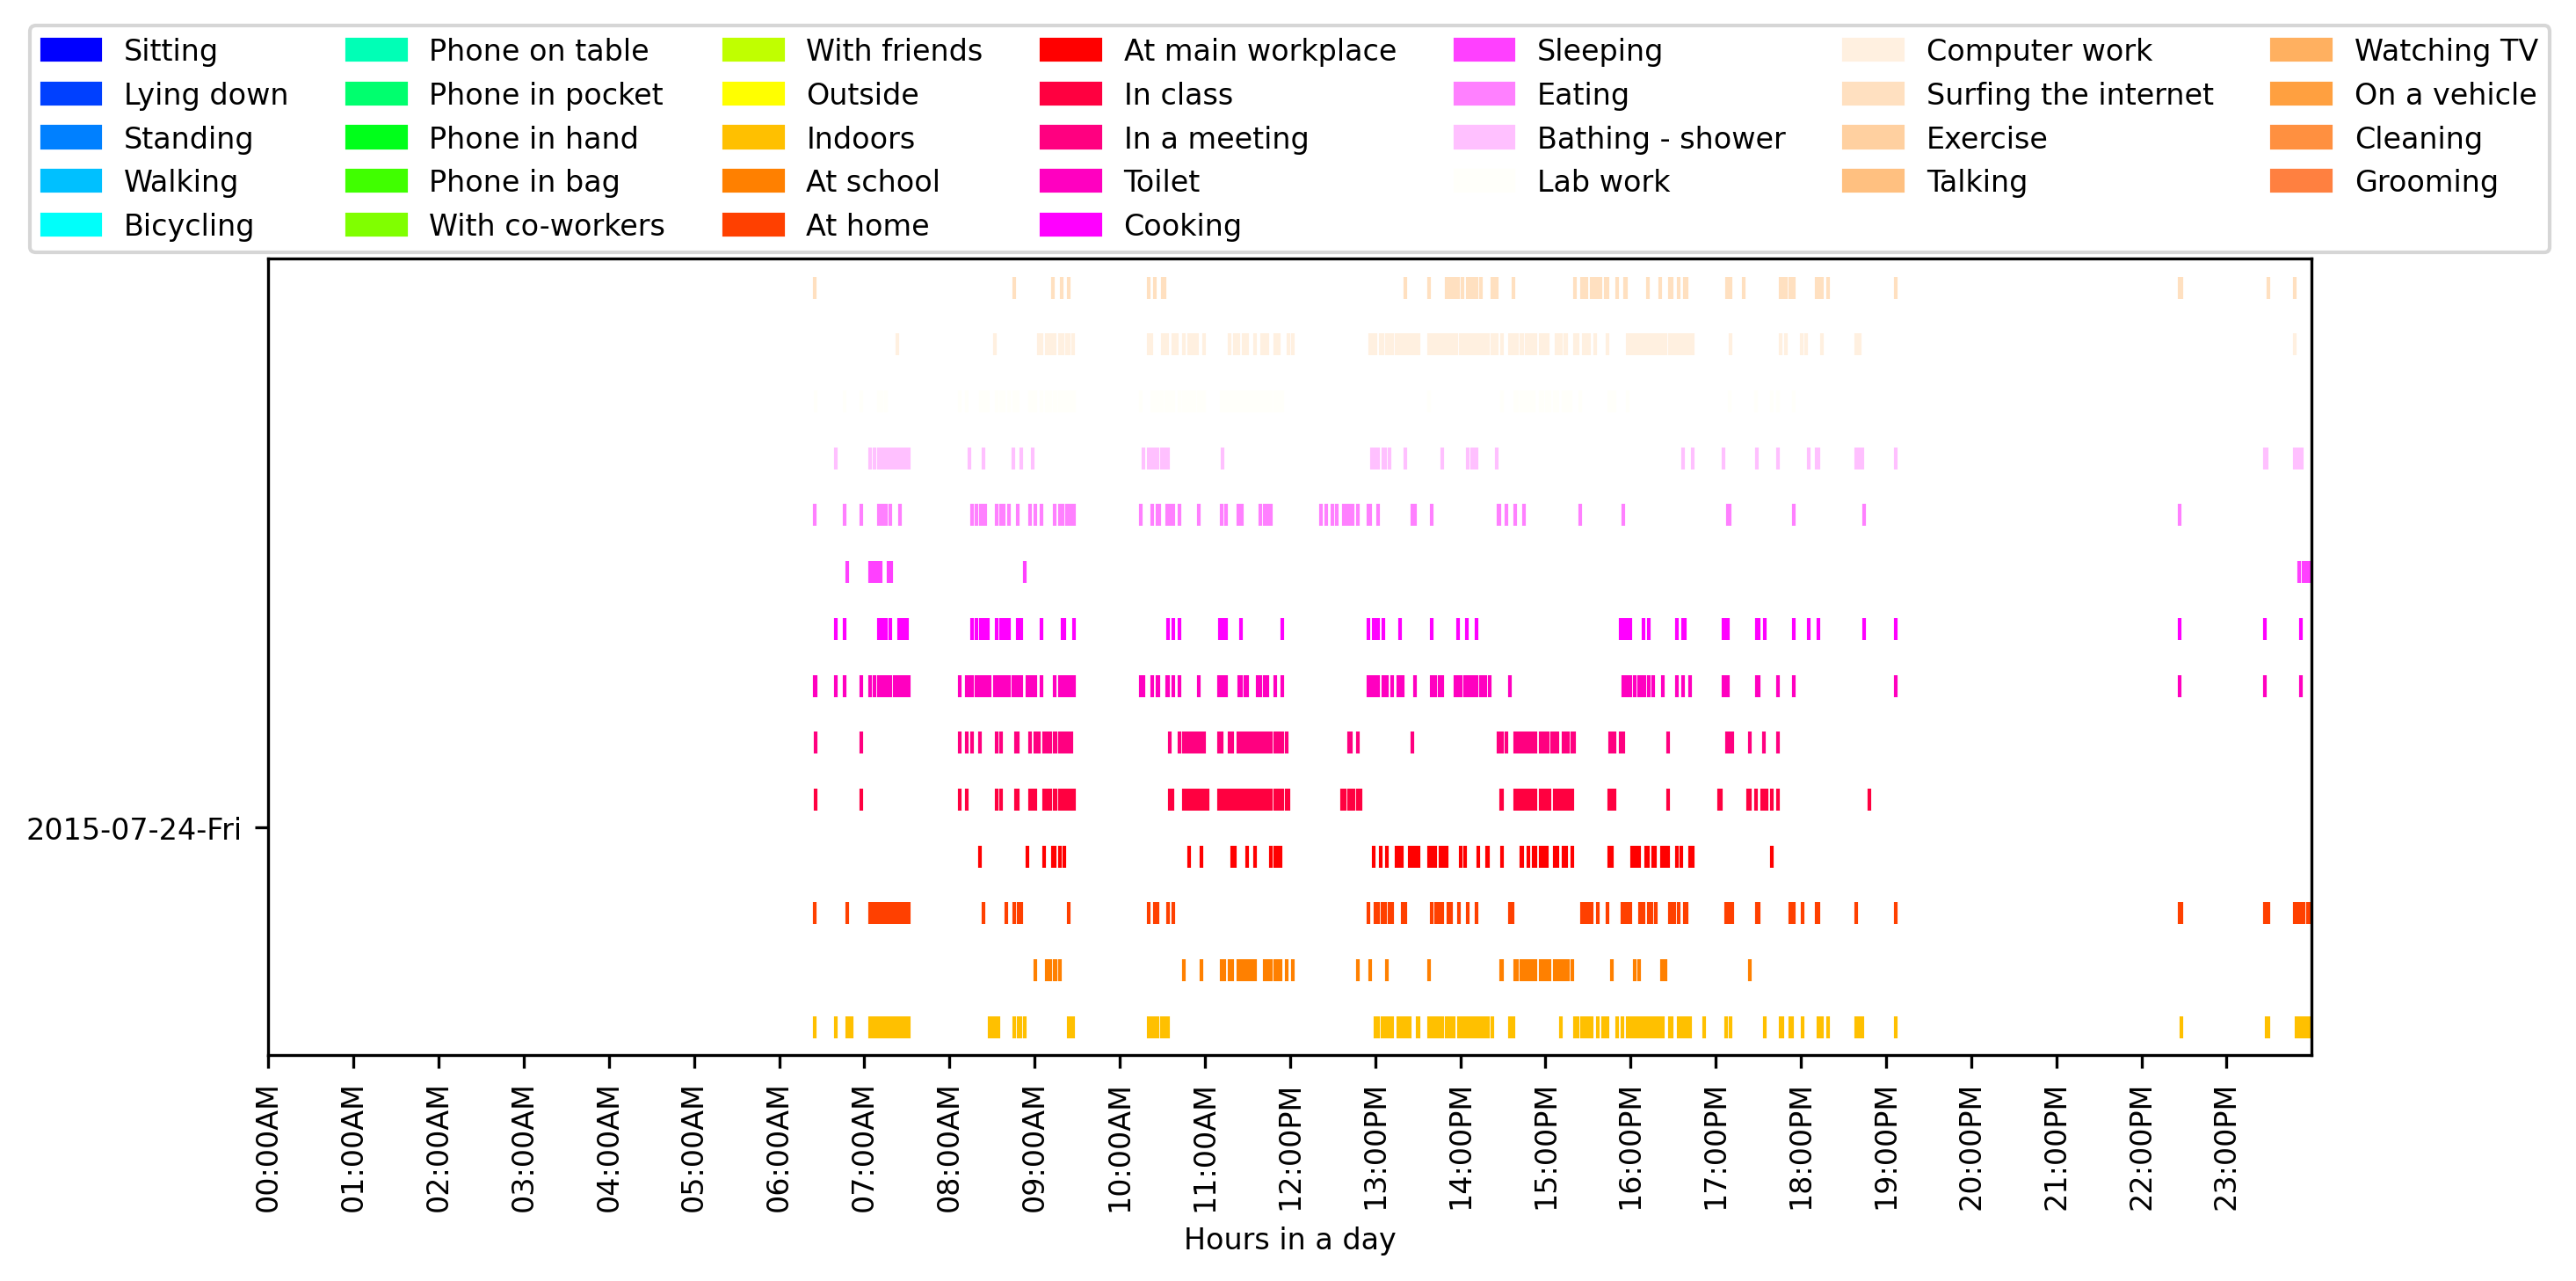 Sitting
Lying down
Standing
Walking
Bicycling
Phone on table
Phone in pocket
Phone in hand
Phone in bag
With co-workers
With friends
Outside
Indoors
At school
At home
At main workplace
In class
In a meeting
Toilet
Cooking
Sleeping
Eating
Bathing - shower
Lab work
Computer work
Surfing the internet
Exercise
Talking
Watching TV
On a vehicle
Cleaning
Grooming
2015-07-24-Fri
00:00AM
01:00AM
02:00AM
03:00AM
04:00AM
05:00AM
06:00AM
07:00AM
08:00AM
09:00AM
10:00AM
11:00AM
12:00PM
13:00PM
14:00PM
15:00PM
16:00PM
17:00PM
18:00PM
19:00PM
20:00PM
21:00PM
22:00PM
23:00PM
Hours in a day